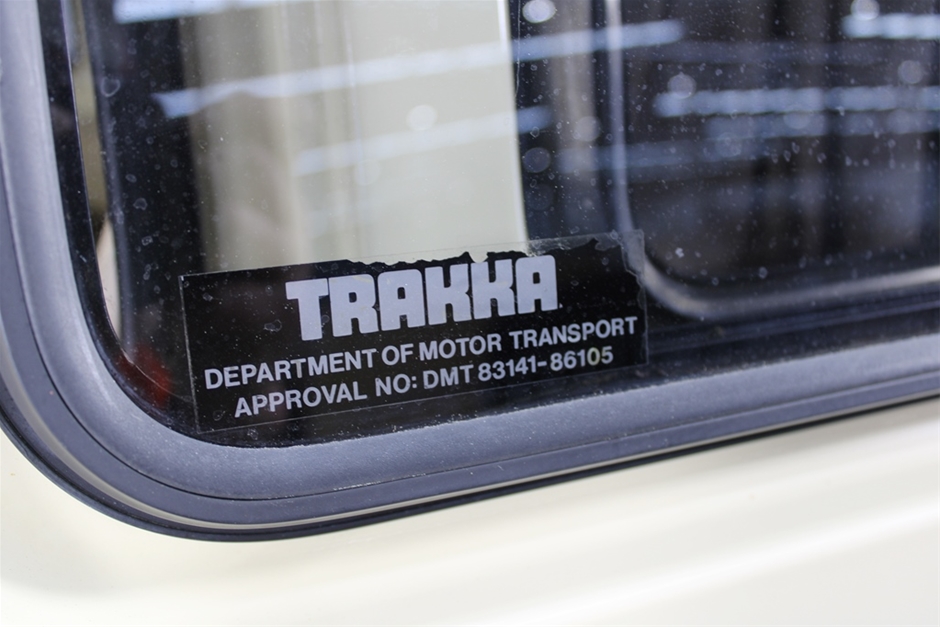 TRAKKA
DEPARTMENT OF MOTOR TRANSPORT
APPROVAL NO: DMT 83141-86105